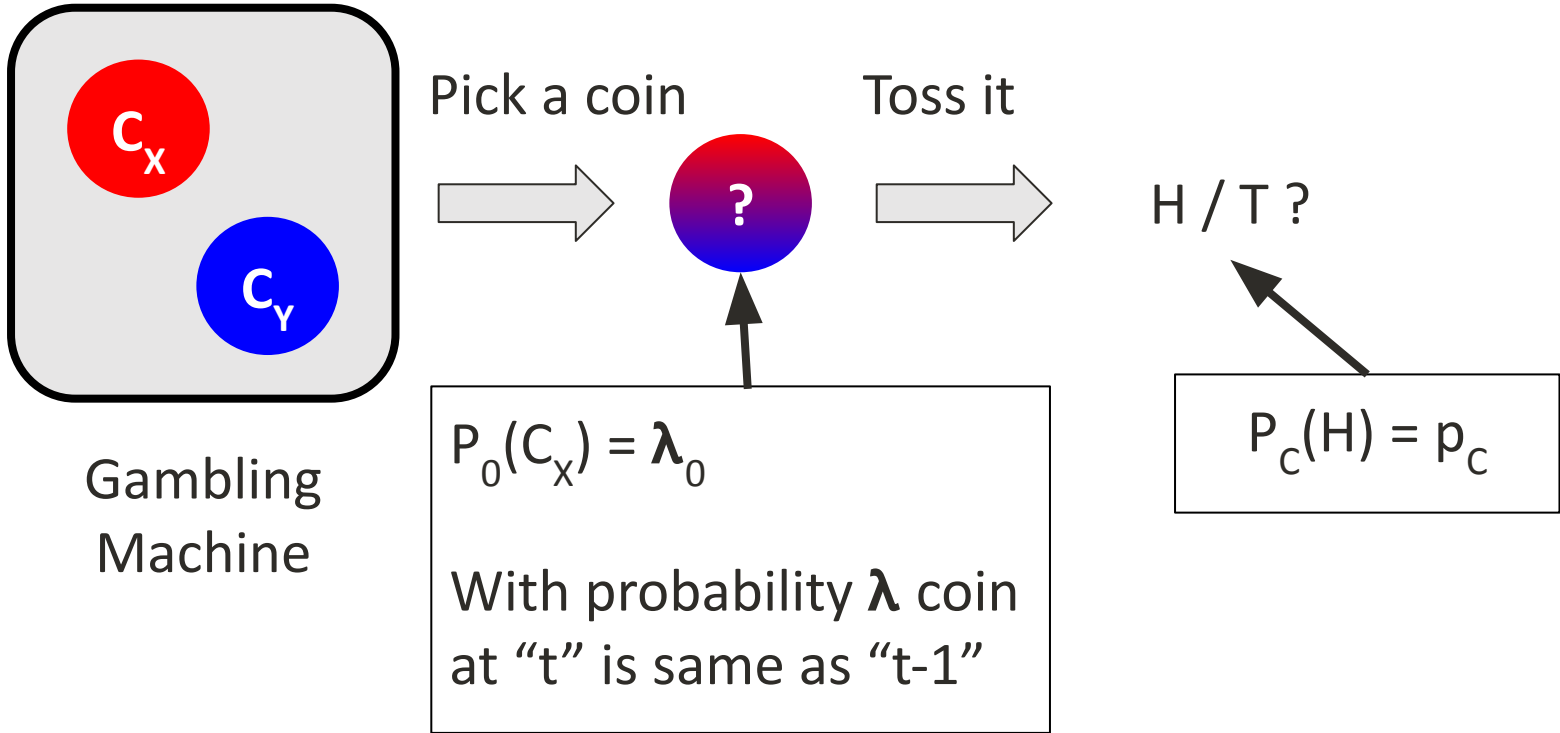 C_X
C_Y
Gambling
Machine
Pick a coin
?
Toss it
H / T ?
P_0(C_X) = λ_0
With probability λ coin
at “t” is same as “t-1”
P_C(H) = p_C